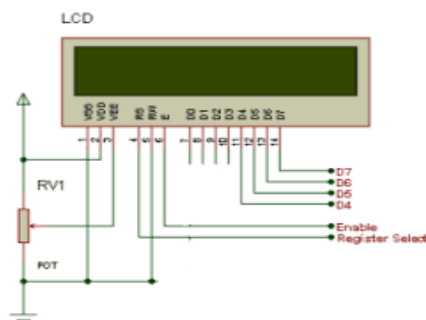 LCD
VSS VDD VEE RS RW E D0 D1 D2 D3 D4 D5 D6 D7
1 2 3 4 5 6 7 8 9 10 11 12 13 14
D7
RV1
D6
D5
D4
Enable
Register Select
POT